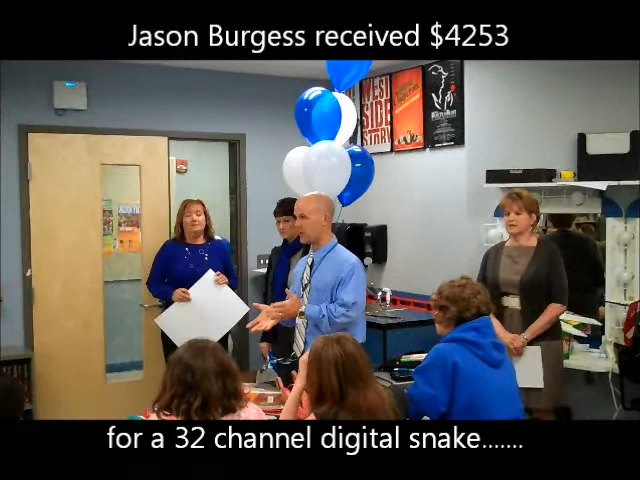 Jason Burgess received $4253
WEST
SIDE
STORY
for a 32 channel digital snake.......